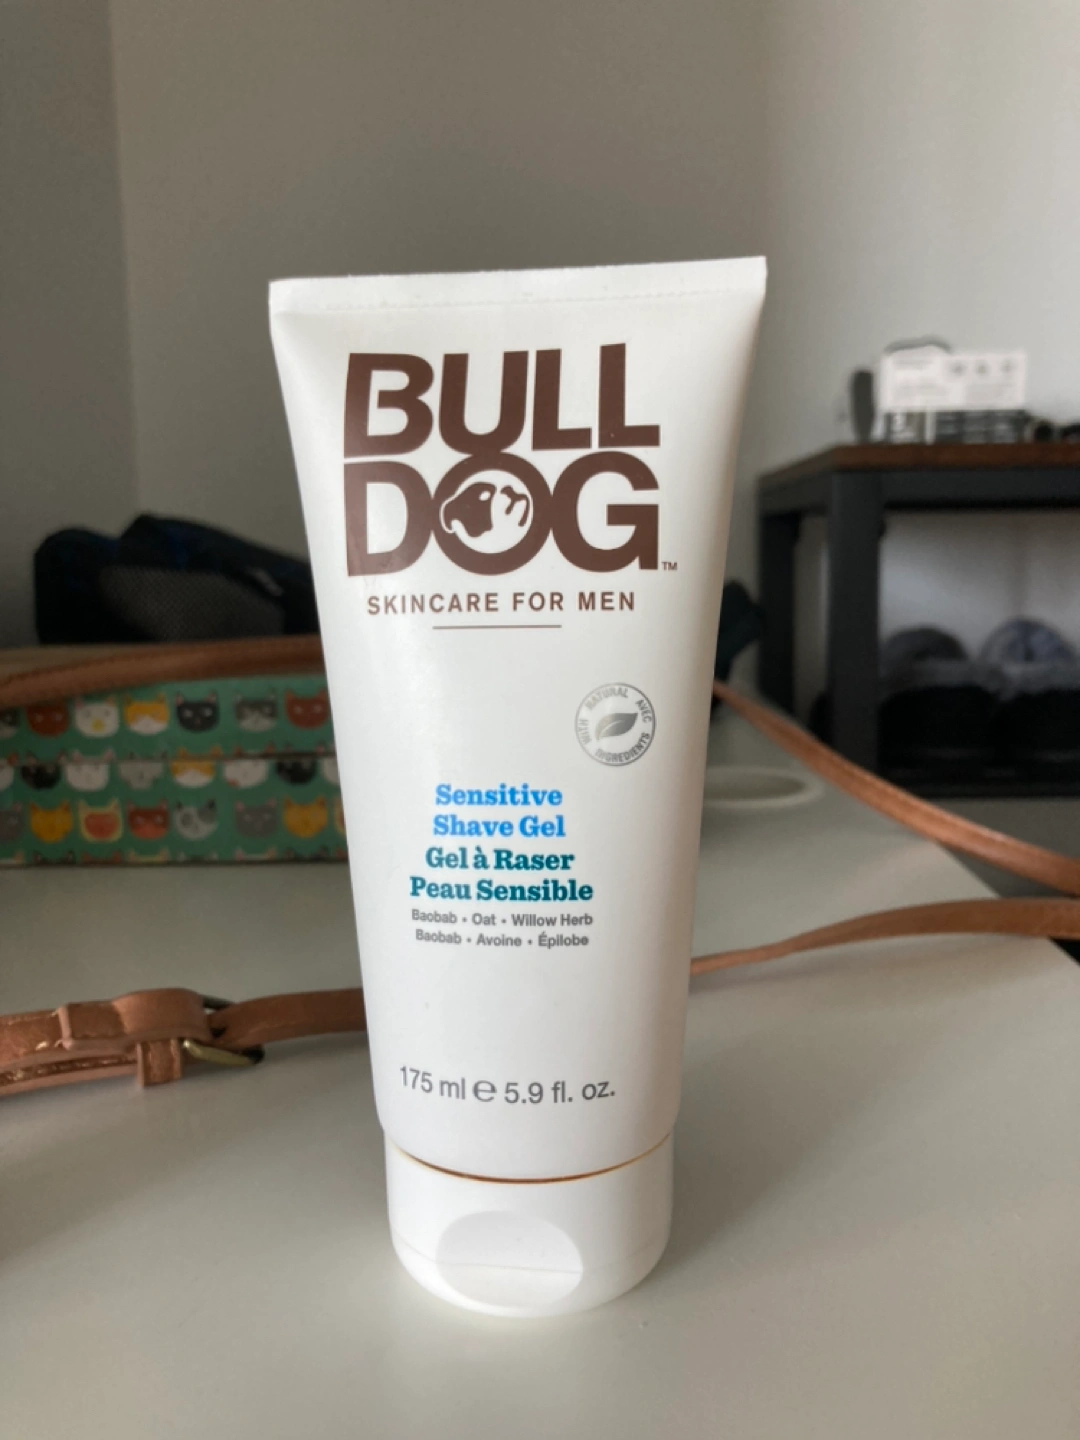 BULL
DOG™
SKINCARE FOR MEN
WITH NATURAL AVEC INGREDIENTS
Sensitive
Shave Gel
Gel à Raser
Peau Sensible
Baobab • Oat • Willow Herb
Baobab • Avoine • Épilobe
175 ml ℮ 5.9 fl. oz.